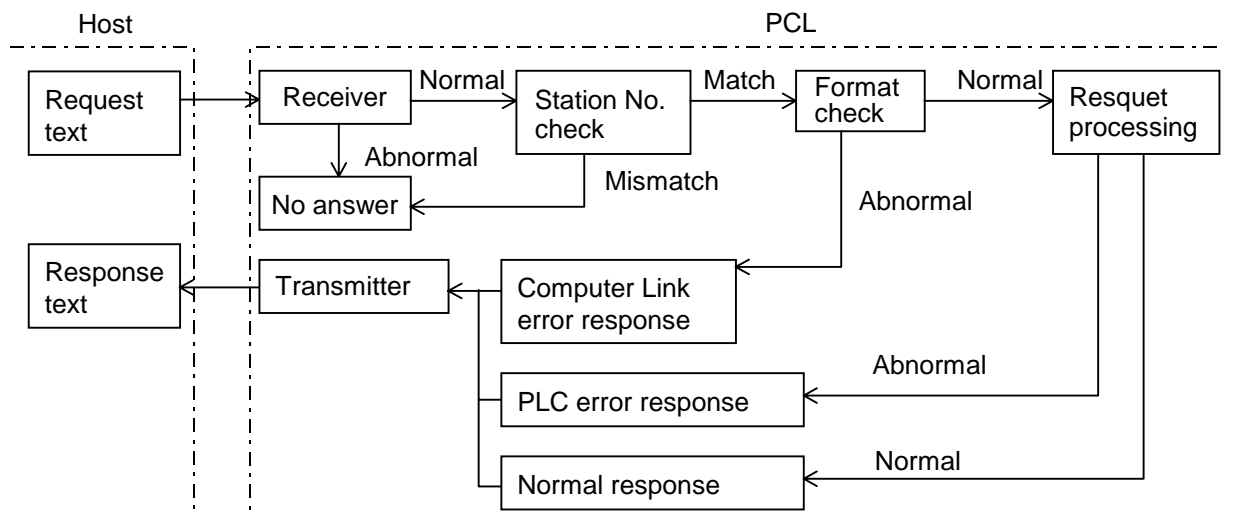 Host
PCL
Request
text
Receiver
Normal
Station No.
check
Match
Format
check
Normal
Resquet
processing
Abnormal
No answer
Mismatch
Abnormal
Response
text
Transmitter
Computer Link
error response
Abnormal
PLC error response
Normal
Normal response